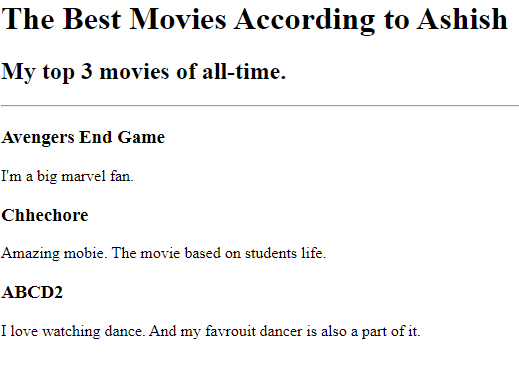 The Best Movies According to Ashish
My top 3 movies of all-time.
Avengers End Game
I'm a big marvel fan.
Chhechore
Amazing mobie. The movie based on students life.
ABCD2
I love watching dance. And my favrouit dancer is also a part of it.